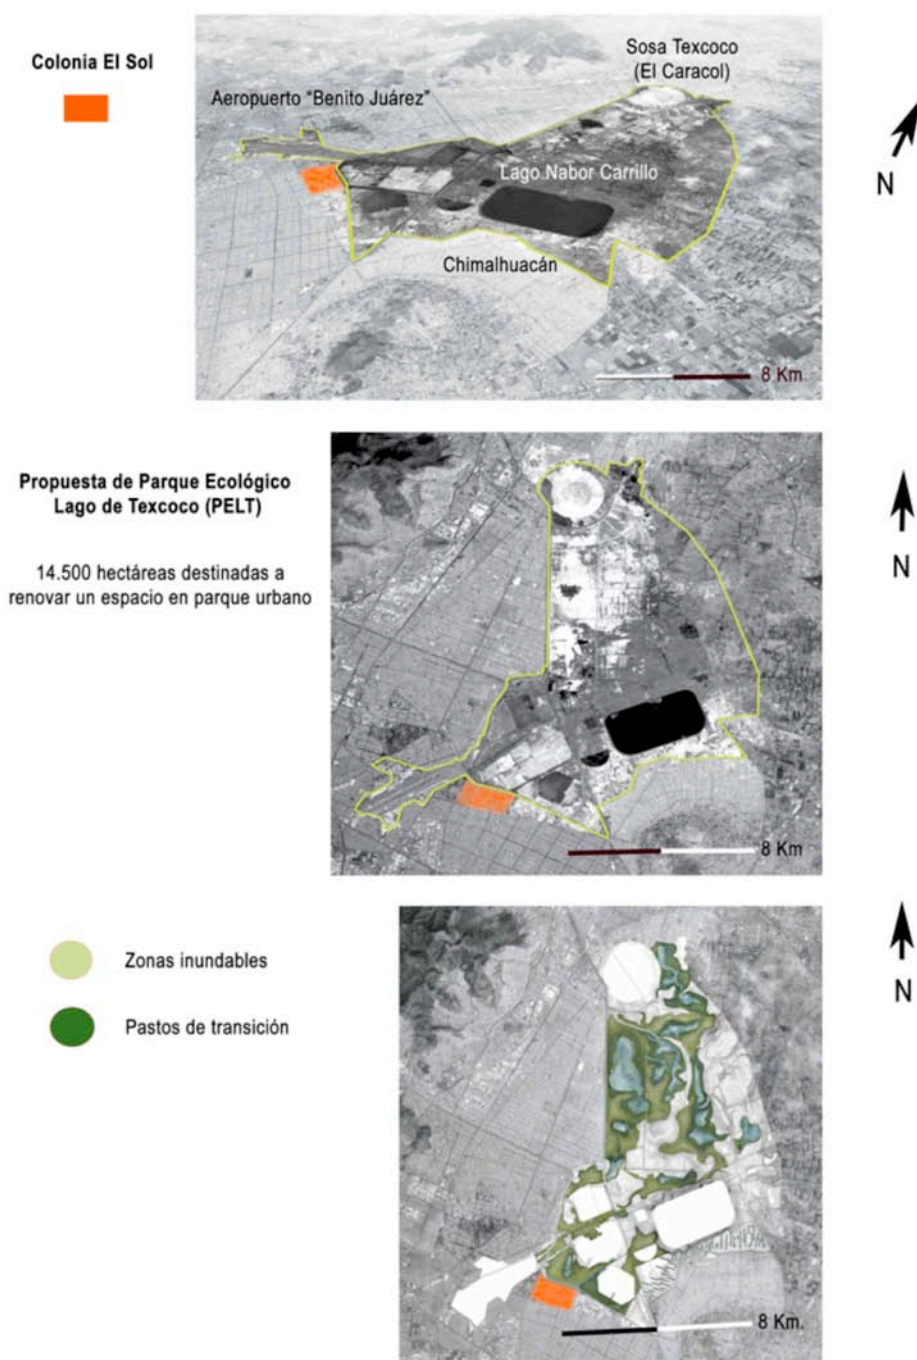 Colonia El Sol
Sosa Texcoco
(El Caracol)
Aeropuerto "Benito Juárez"
Lago Nabor Carrillo
N
Chimalhuacán
8 Km
Propuesta de Parque Ecológico
Lago de Texcoco (PELT)
14.500 hectáreas destinadas a
renovar un espacio en parque urbano
N
8 Km
Zonas inundables
Pastos de transición
N
8 Km.